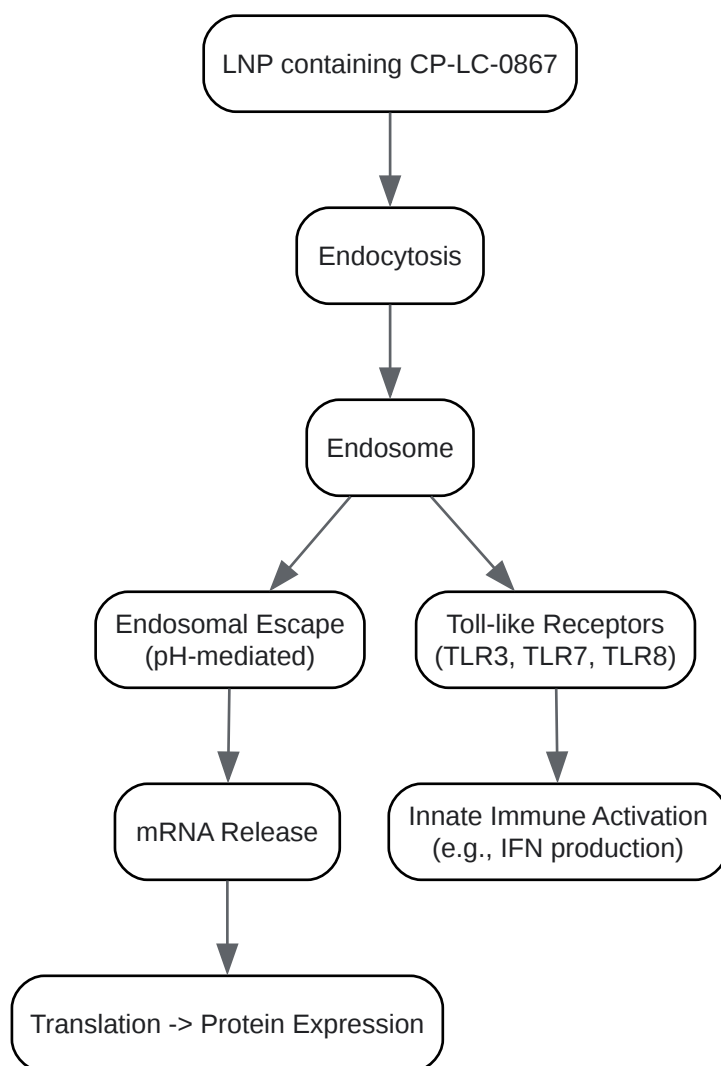 LNP containing CP-LC-0867
Endocytosis
Endosome
Endosomal Escape
(pH-mediated)
Toll-like Receptors
(TLR3, TLR7, TLR8)
mRNA Release
Innate Immune Activation
(e.g., IFN production)
Translation -> Protein Expression